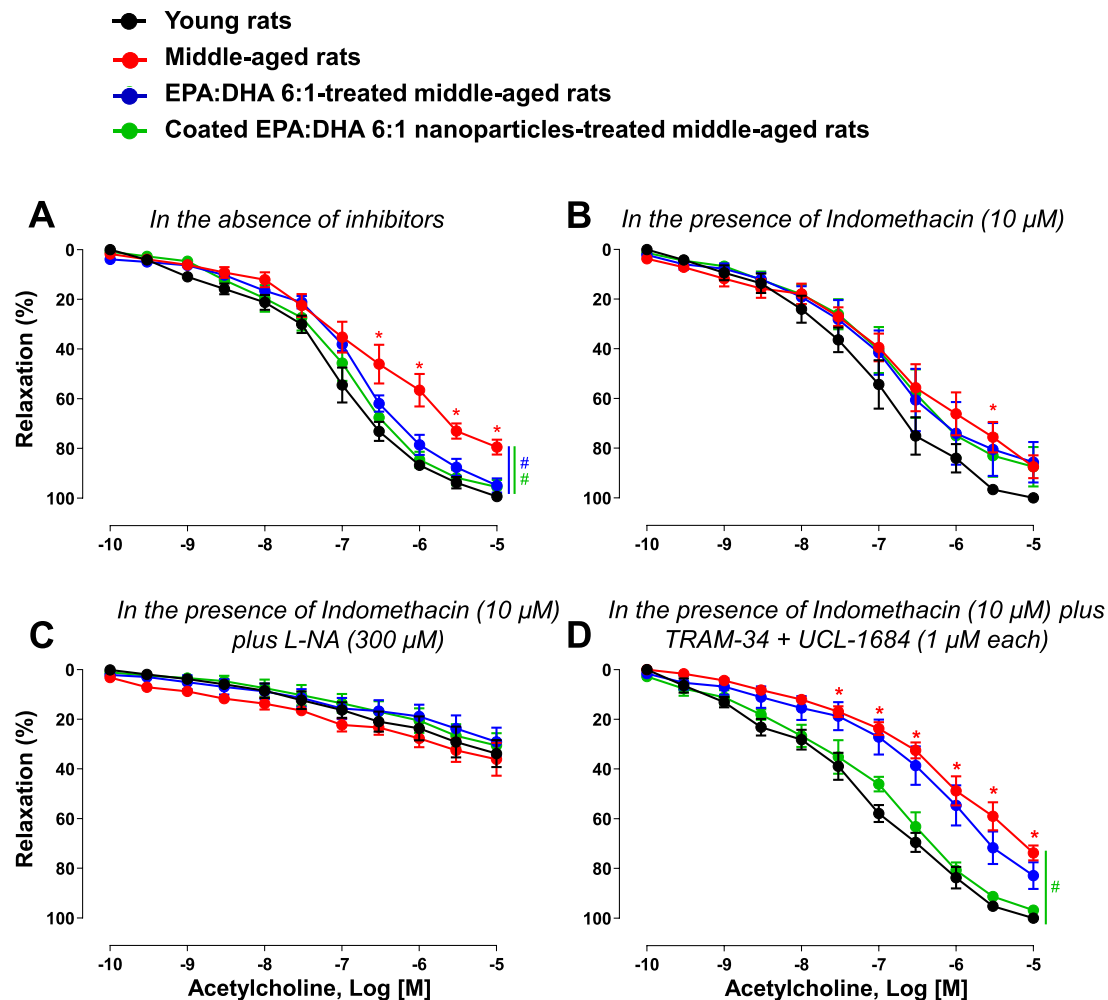 Young rats
Middle-aged rats
EPA:DHA 6:1-treated middle-aged rats
Coated EPA:DHA 6:1 nanoparticles-treated middle-aged rats
A
In the absence of inhibitors
Relaxation (%)
0
20
40
60
80
100
* * * *
#
#
-10 -9 -8 -7 -6 -5
B
In the presence of Indomethacin (10 µM)
0
20
40
60
80
100
*
-10 -9 -8 -7 -6 -5
C
In the presence of Indomethacin (10 µM)
plus L-NA (300 µM)
Relaxation (%)
0
20
40
60
80
100
-10 -9 -8 -7 -6 -5
Acetylcholine, Log [M]
D
In the presence of Indomethacin (10 µM) plus
TRAM-34 + UCL-1684 (1 µM each)
0
20
40
60
80
100
* * * * * *
#
-10 -9 -8 -7 -6 -5
Acetylcholine, Log [M]